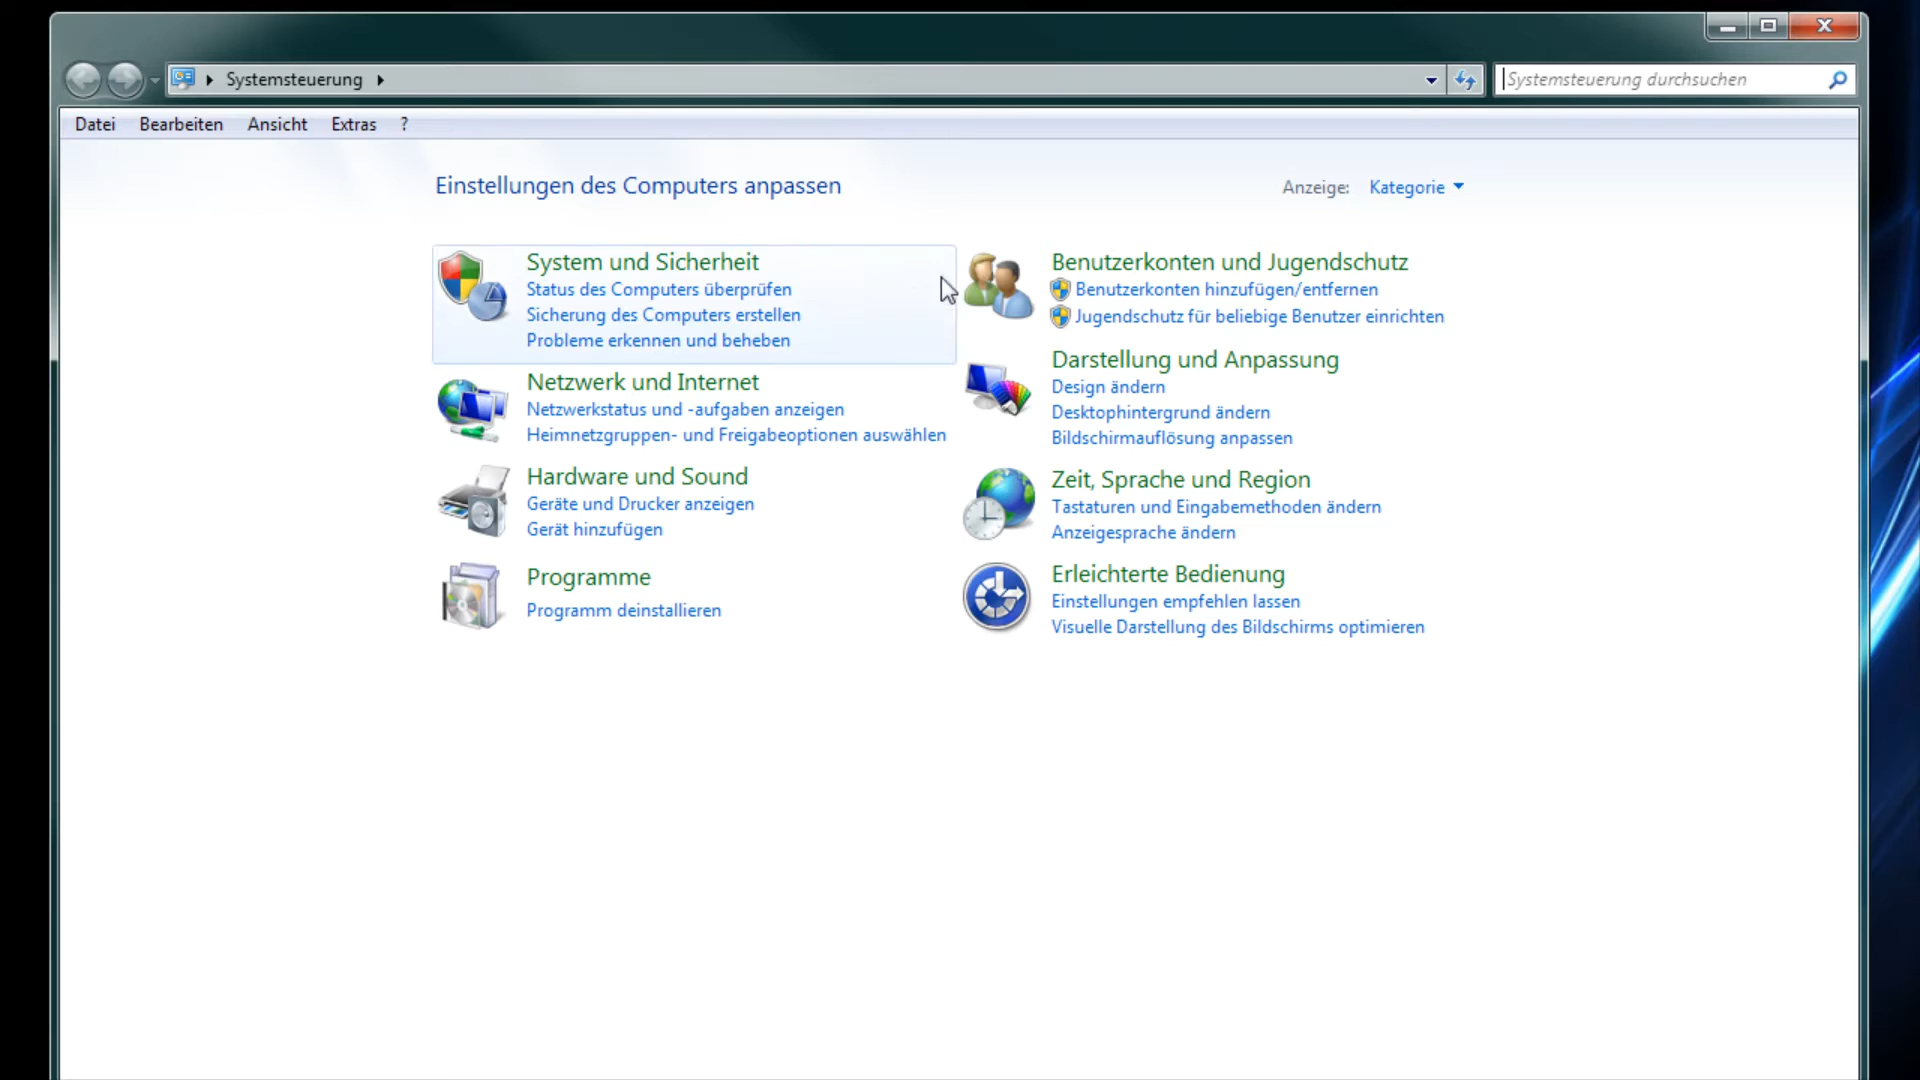 Systemsteuerung
Systemsteuerung durchsuchen
Datei Bearbeiten Ansicht Extras ?
Einstellungen des Computers anpassen
Anzeige: Kategorie
System und Sicherheit
Status des Computers überprüfen
Sicherung des Computers erstellen
Probleme erkennen und beheben
Netzwerk und Internet
Netzwerkstatus und -aufgaben anzeigen
Heimnetzgruppen- und Freigabeoptionen auswählen
Hardware und Sound
Geräte und Drucker anzeigen
Gerät hinzufügen
Programme
Programm deinstallieren
Benutzerkonten und Jugendschutz
Benutzerkonten hinzufügen/entfernen
Jugendschutz für beliebige Benutzer einrichten
Darstellung und Anpassung
Design ändern
Desktophintergrund ändern
Bildschirmauflösung anpassen
Zeit, Sprache und Region
Tastaturen und Eingabemethoden ändern
Anzeigesprache ändern
Erleichterte Bedienung
Einstellungen empfehlen lassen
Visuelle Darstellung des Bildschirms optimieren